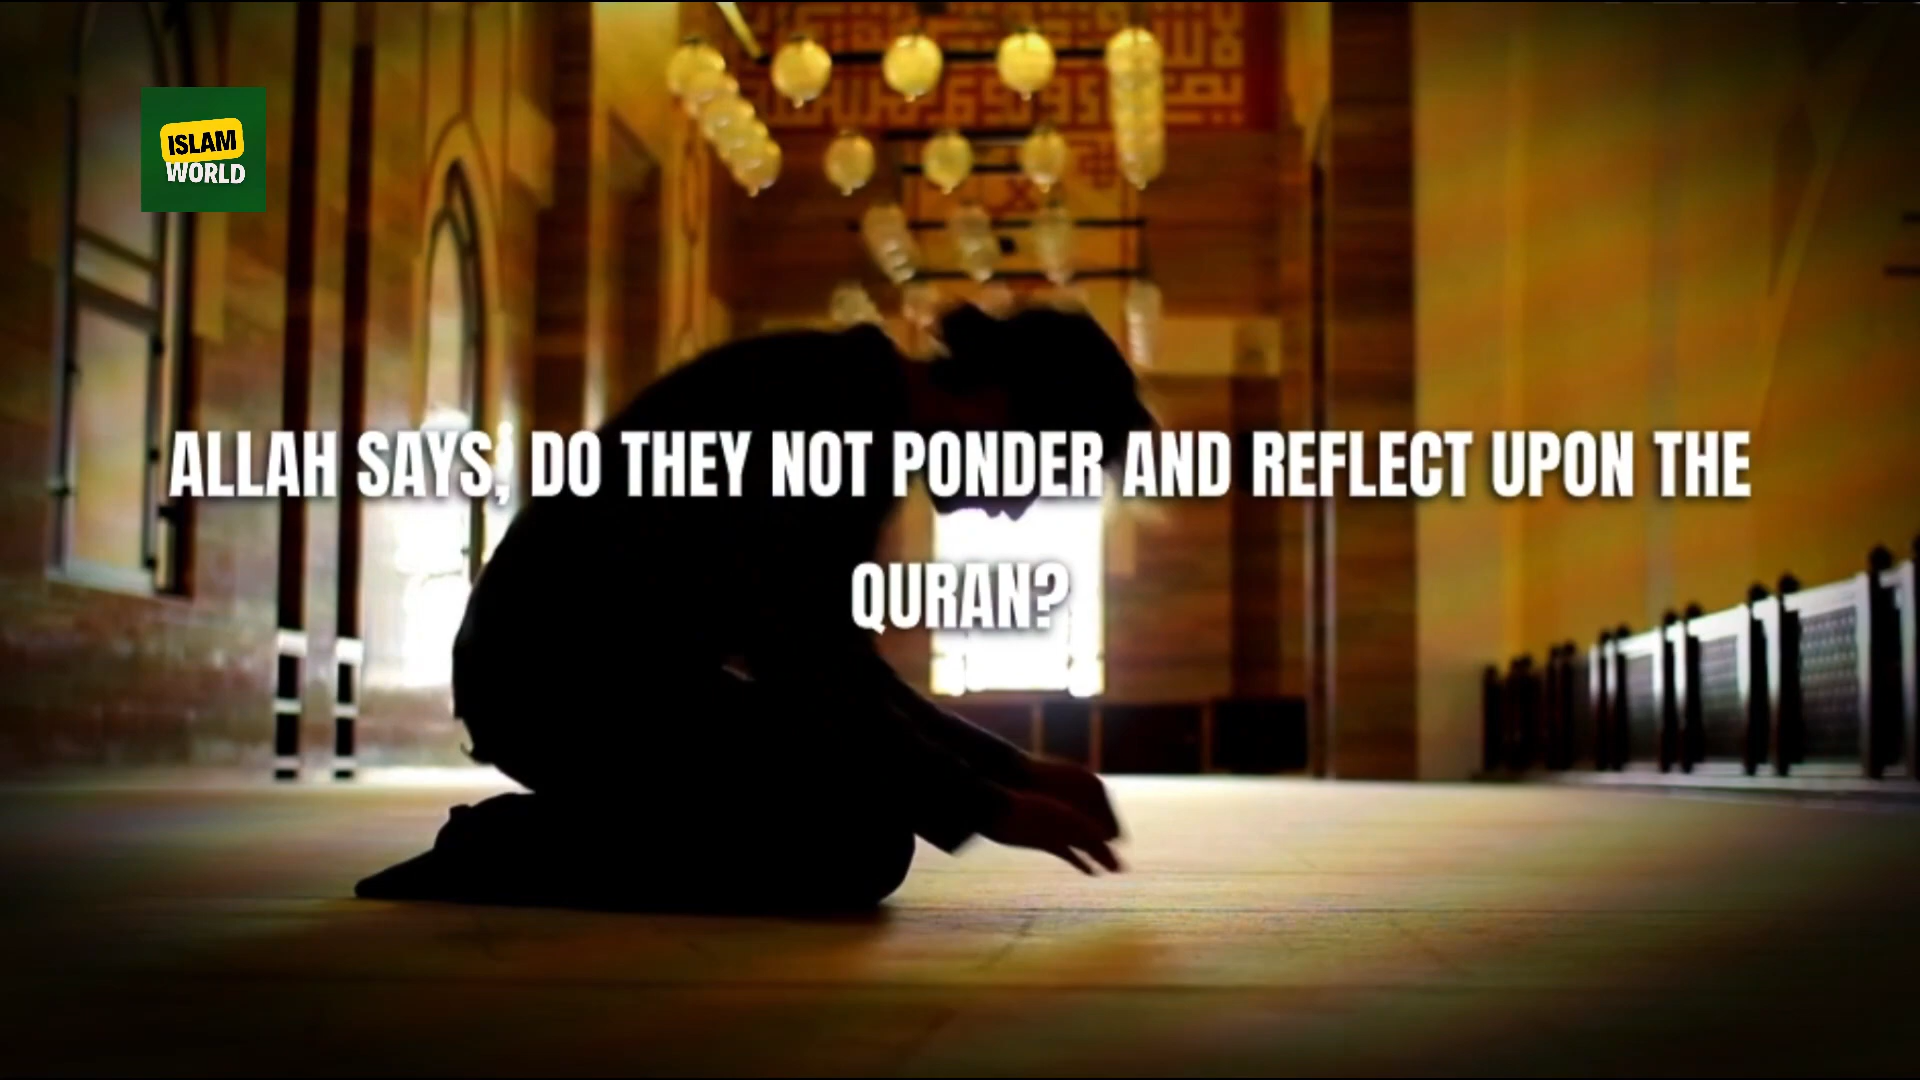 ISLAM
WORLD
ALLAH SAYS, DO THEY NOT PONDER AND REFLECT UPON THE
QURAN?